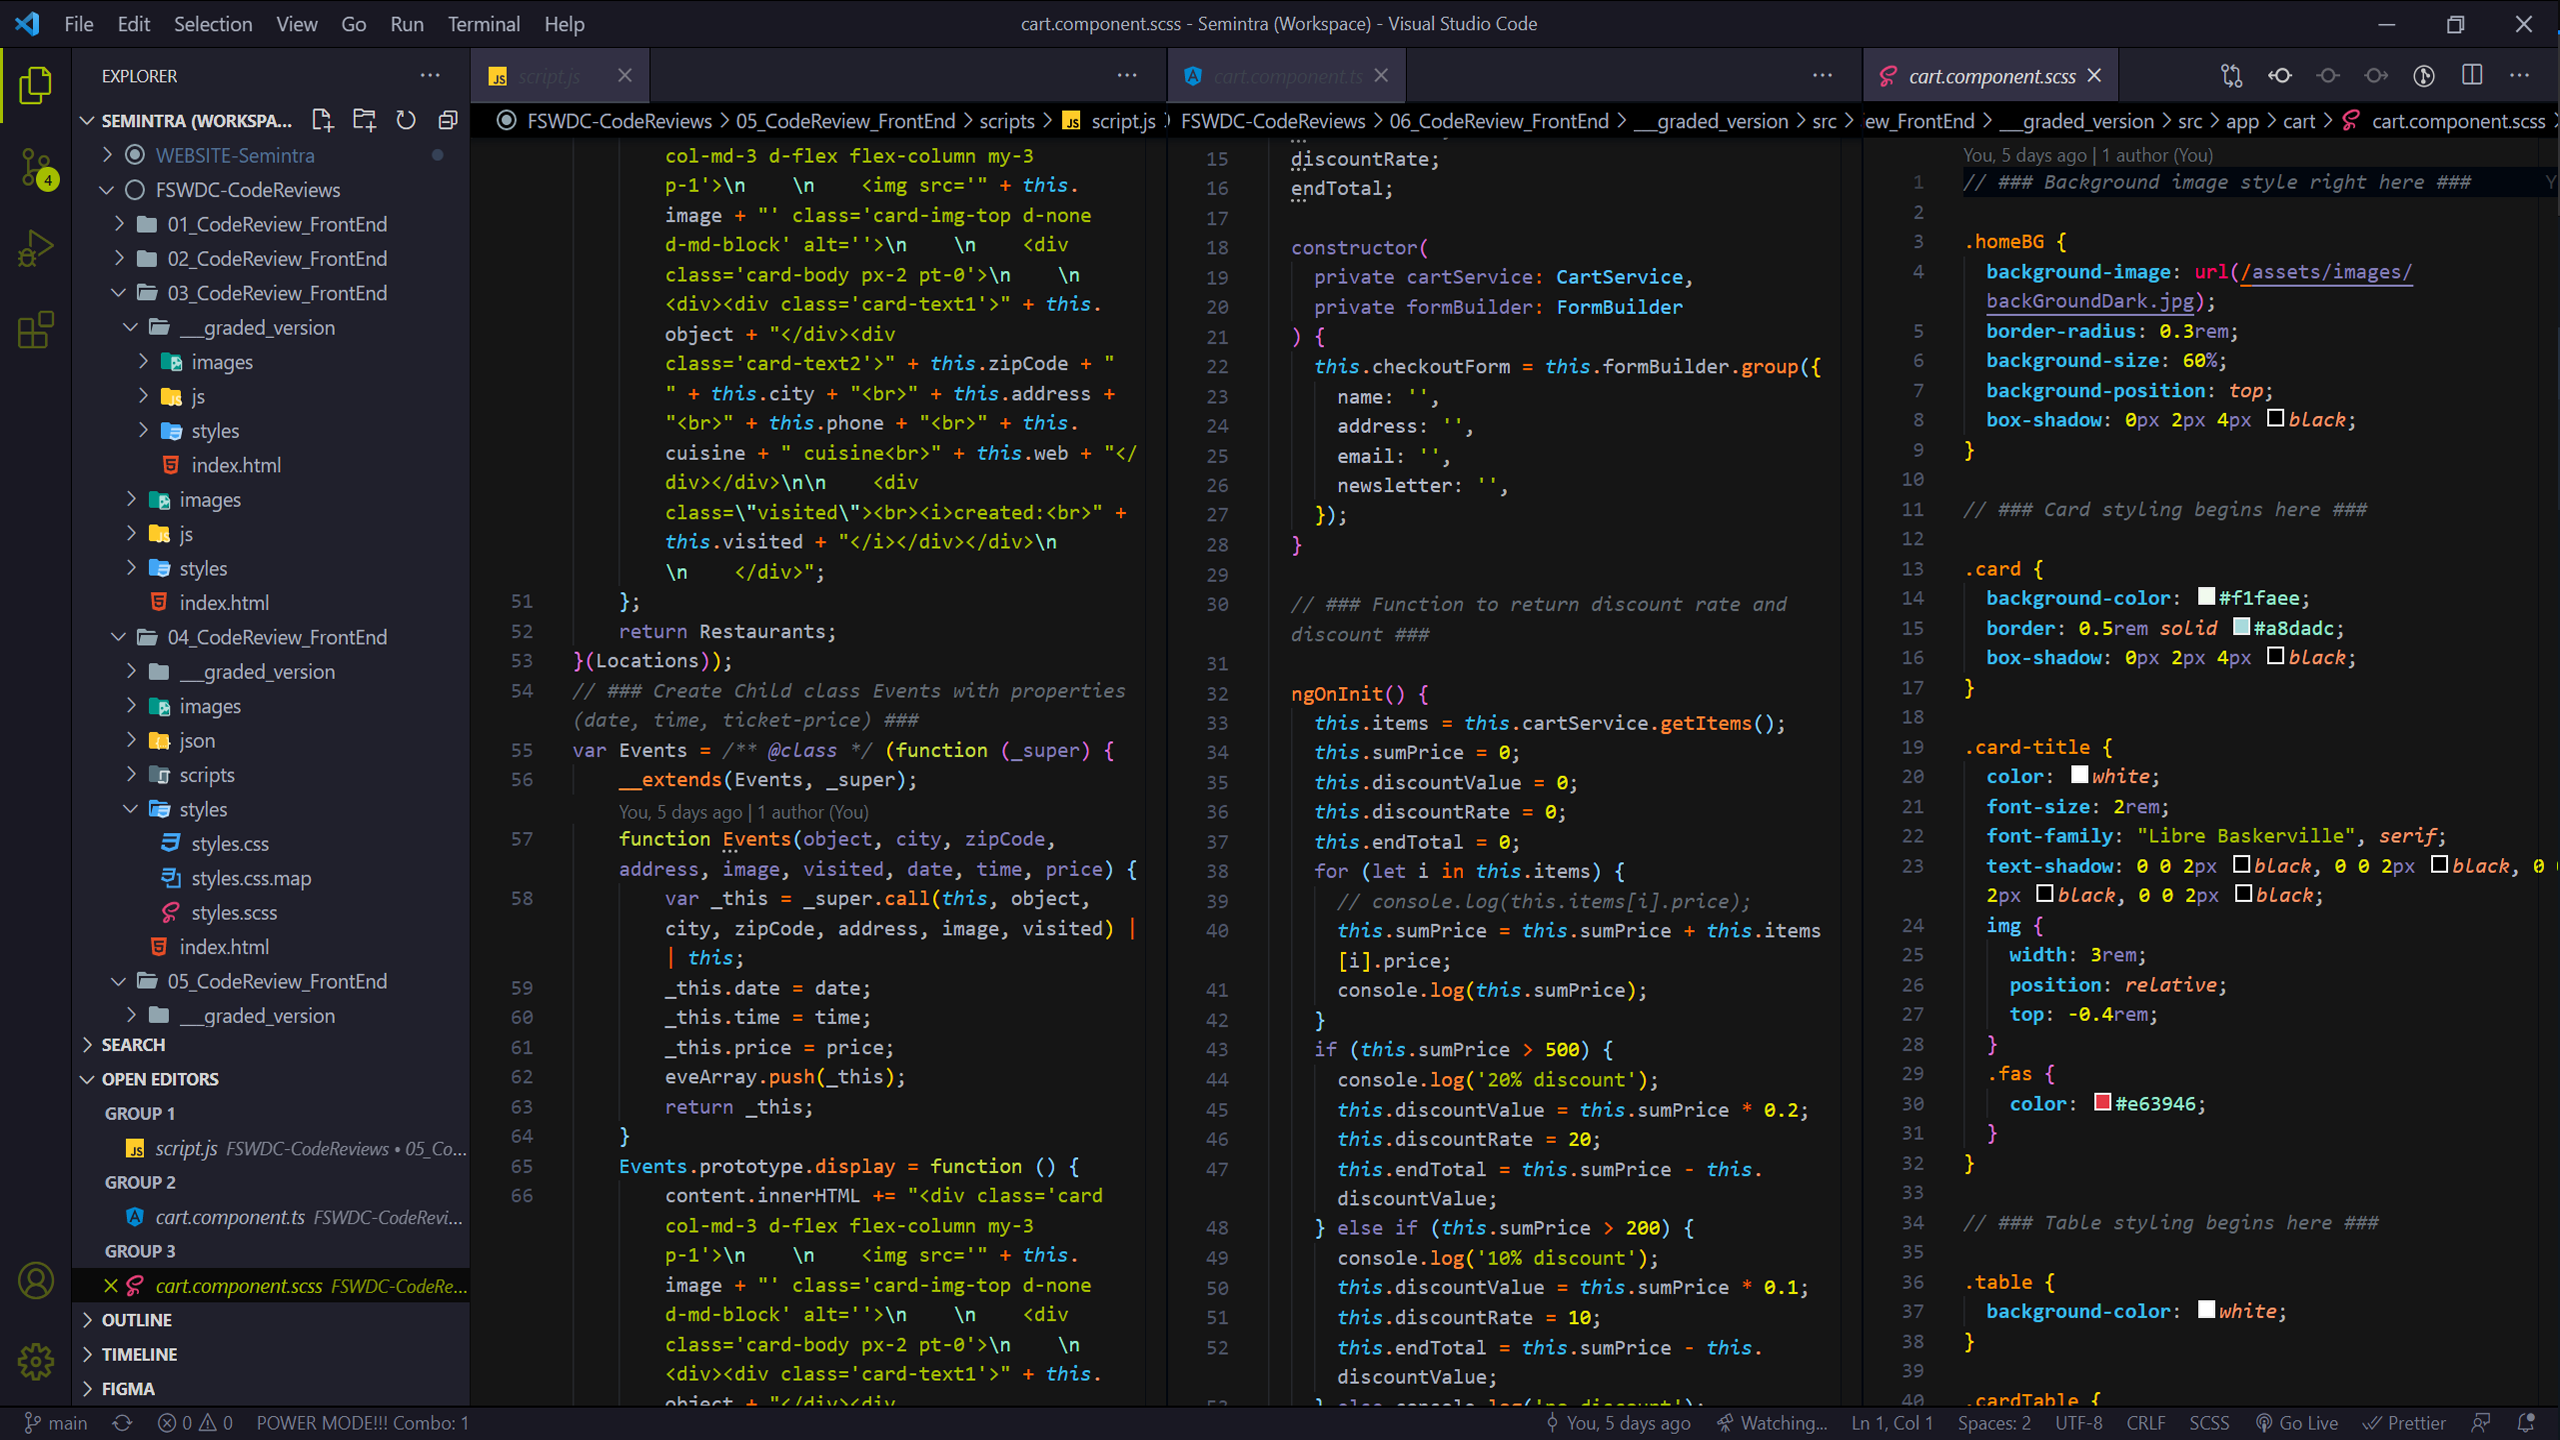 File Edit Selection View Go Run Terminal Help
cart.component.scss - Semintra (Workspace) - Visual Studio Code
EXPLORER
SEMINTRA (WORKSPA...
WEBSITE-Semintra
FSWDC-CodeReviews
01_CodeReview_FrontEnd
02_CodeReview_FrontEnd
03_CodeReview_FrontEnd
__graded_version
images
js
styles
index.html
images
js
styles
index.html
04_CodeReview_FrontEnd
__graded_version
images
json
scripts
styles
styles.css
styles.css.map
styles.scss
index.html
05_CodeReview_FrontEnd
__graded_version
SEARCH
OPEN EDITORS
GROUP 1
script.js FSWDC-CodeReviews • 05_Co...
GROUP 2
cart.component.ts FSWDC-CodeRevi...
GROUP 3
cart.component.scss FSWDC-CodeRe...
OUTLINE
TIMELINE
FIGMA
4
script.js
FSWDC-CodeReviews > 05_CodeReview_FrontEnd > scripts > JS script.js
col-md-3 d-flex flex-column my-3
p-1'>\n    \n    <img src='" + this.
image + "' class='card-img-top d-none
d-md-block' alt=''>\n    \n    <div
class='card-body px-2 pt-0'>\n    \n
<div><div class='card-text1'>" + this.
object + "</div><div
class='card-text2'>" + this.zipCode + "
" + this.city + "<br>" + this.address +
"<br>" + this.phone + "<br>" + this.
cuisine + " cuisine<br>" + this.web + "</
div></div>\n\n    <div
class=\"visited\"><br><i>created:<br>" +
this.visited + "</i></div></div>\n
\n    </div>";
51 };
52 return Restaurants;
53 }(Locations));
54 // ### Create Child class Events with properties
(date, time, ticket-price) ###
55 var Events = /** @class */ (function (_super) {
56 __extends(Events, _super);
You, 5 days ago | 1 author (You)
57 function Events(object, city, zipCode,
address, image, visited, date, time, price) {
58 var _this = _super.call(this, object,
city, zipCode, address, image, visited) |
| this;
59 _this.date = date;
60 _this.time = time;
61 _this.price = price;
62 eveArray.push(_this);
63 return _this;
64 }
65 Events.prototype.display = function () {
66 content.innerHTML += "<div class='card
col-md-3 d-flex flex-column my-3
p-1'>\n    \n    <img src='" + this.
image + "' class='card-img-top d-none
d-md-block' alt=''>\n    \n    <div
class='card-body px-2 pt-0'>\n    \n
<div><div class='card-text1'>" + this.
object + "</div><div
cart.component.ts
FSWDC-CodeReviews > 06_CodeReview_FrontEnd > __graded_version > src >
15 discountRate;
16 endTotal;
17
18 constructor(
19 private cartService: CartService,
20 private formBuilder: FormBuilder
21 ) {
22 this.checkoutForm = this.formBuilder.group({
23 name: '',
24 address: '',
25 email: '',
26 newsletter: '',
27 });
28 }
29
30 // ### Function to return discount rate and
discount ###
31
32 ngOnInit() {
33 this.items = this.cartService.getItems();
34 this.sumPrice = 0;
35 this.discountValue = 0;
36 this.discountRate = 0;
37 this.endTotal = 0;
38 for (let i in this.items) {
39 // console.log(this.items[i].price);
40 this.sumPrice = this.sumPrice + this.items
[i].price;
41 console.log(this.sumPrice);
42 }
43 if (this.sumPrice > 500) {
44 console.log('20% discount');
45 this.discountValue = this.sumPrice * 0.2;
46 this.discountRate = 20;
47 this.endTotal = this.sumPrice - this.
discountValue;
48 } else if (this.sumPrice > 200) {
49 console.log('10% discount');
50 this.discountValue = this.sumPrice * 0.1;
51 this.discountRate = 10;
52 this.endTotal = this.sumPrice - this.
discountValue;
53 } else console.log('no discount');
cart.component.scss
ew_FrontEnd > __graded_version > src > app > cart > cart.component.scss
You, 5 days ago | 1 author (You)
1 // ### Background image style right here ###
2
3 .homeBG {
4 background-image: url(/assets/images/
backGroundDark.jpg);
5 border-radius: 0.3rem;
6 background-size: 60%;
7 background-position: top;
8 box-shadow: 0px 2px 4px black;
9 }
10
11 // ### Card styling begins here ###
12
13 .card {
14 background-color: #f1faee;
15 border: 0.5rem solid #a8dadc;
16 box-shadow: 0px 2px 4px black;
17 }
18
19 .card-title {
20 color: white;
21 font-size: 2rem;
22 font-family: "Libre Baskerville", serif;
23 text-shadow: 0 0 2px black, 0 0 2px black, 0 0
2px black, 0 0 2px black;
24 img {
25 width: 3rem;
26 position: relative;
27 top: -0.4rem;
28 }
29 .fas {
30 color: #e63946;
31 }
32 }
33
34 // ### Table styling begins here ###
35
36 .table {
37 background-color: white;
38 }
39
40 .cardTable {
main 0 0 POWER MODE!!! Combo: 1
You, 5 days ago Watching... Ln 1, Col 1 Spaces: 2 UTF-8 CRLF SCSS Go Live Prettier